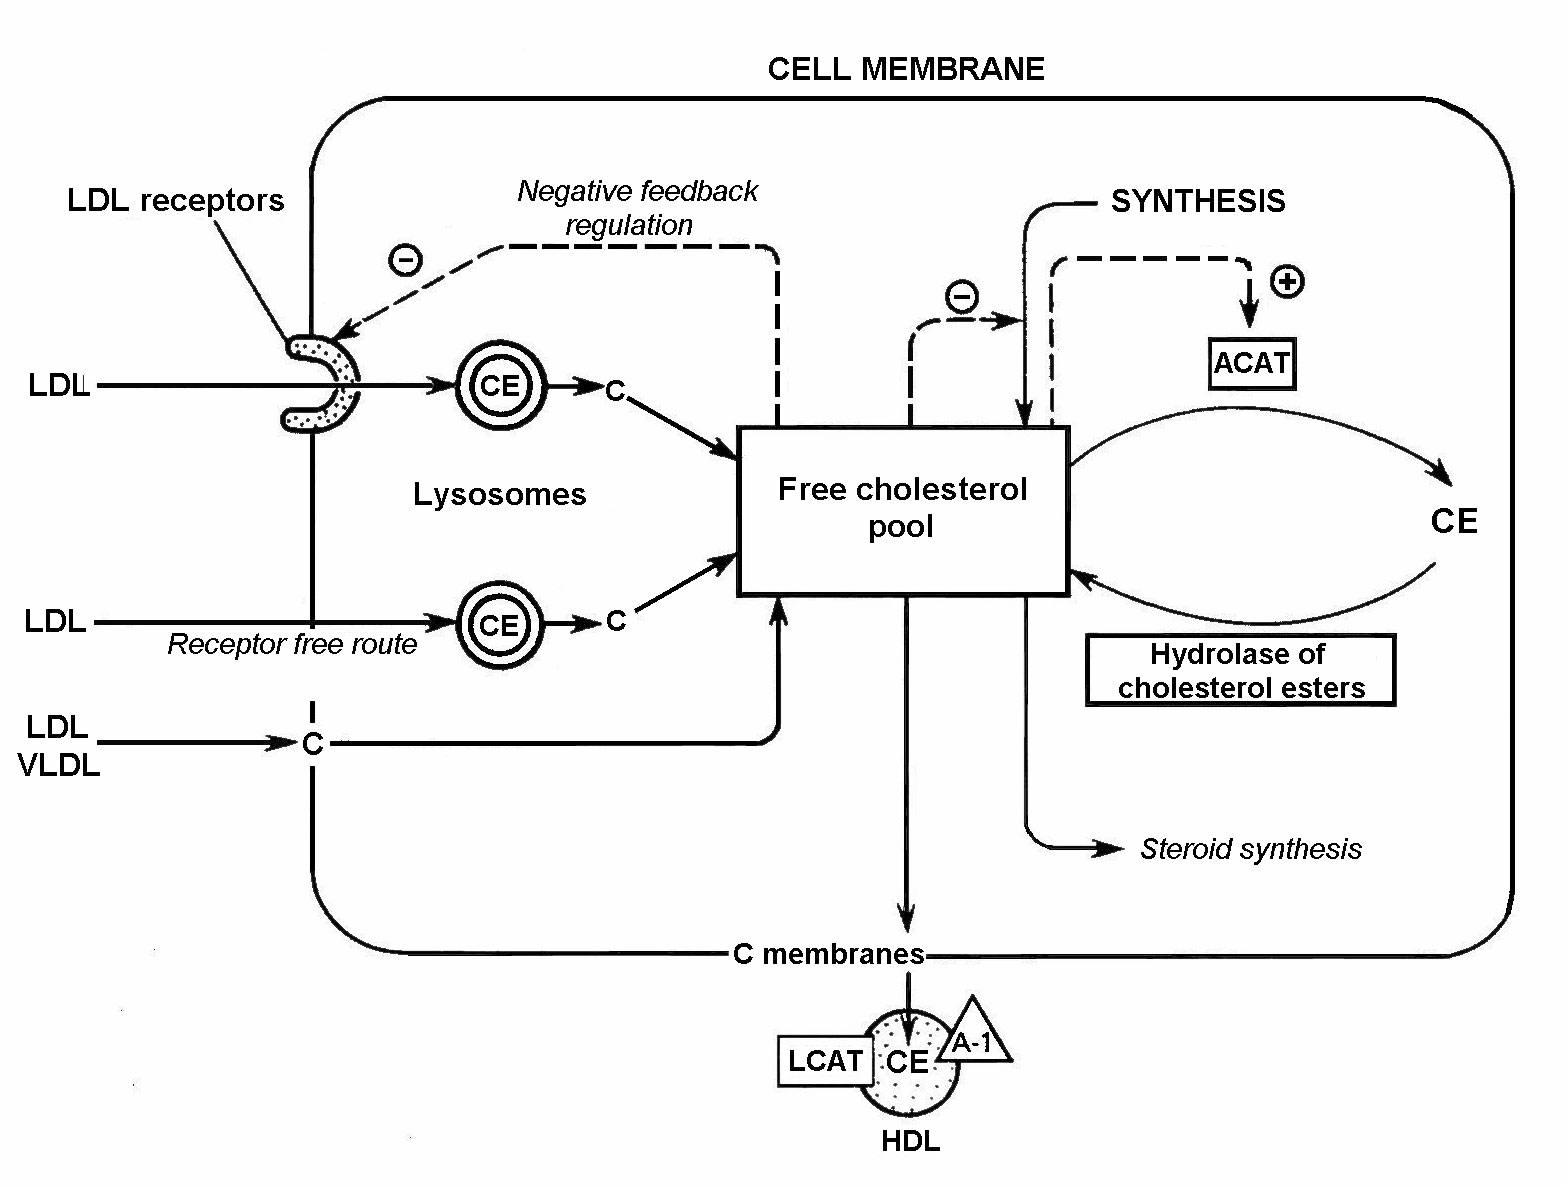 CELL MEMBRANE
LDL receptors
Negative feedback
regulation
SYNTHESIS
−
−
+
ACAT
LDL
CE
C
Free cholesterol
pool
Lysosomes
CE
LDL
Receptor free route
CE
C
Hydrolase of
cholesterol esters
LDL
VLDL
C
Steroid synthesis
C membranes
LCAT
CE
A-1
HDL